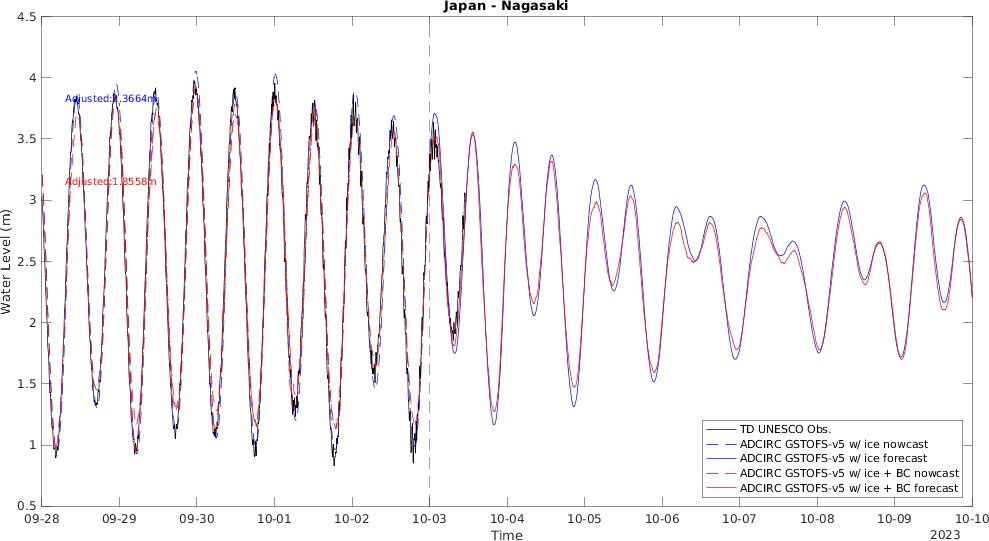 Japan - Nagasaki
4.5
4
3.5
3
2.5
2
1.5
1
0.5
Water Level (m)
Adjusted:
Adjusted:1.8558m
TD UNESCO Obs.
ADCIRC GSTOFS-v5 w/ ice nowcast
ADCIRC GSTOFS-v5 w/ ice forecast
ADCIRC GSTOFS-v5 w/ ice + BC nowcast
ADCIRC GSTOFS-v5 w/ ice + BC forecast
09-28 09-29 09-30 10-01 10-02 10-03 10-04 10-05 10-06 10-07 10-08 10-09 10-10
Time
2023